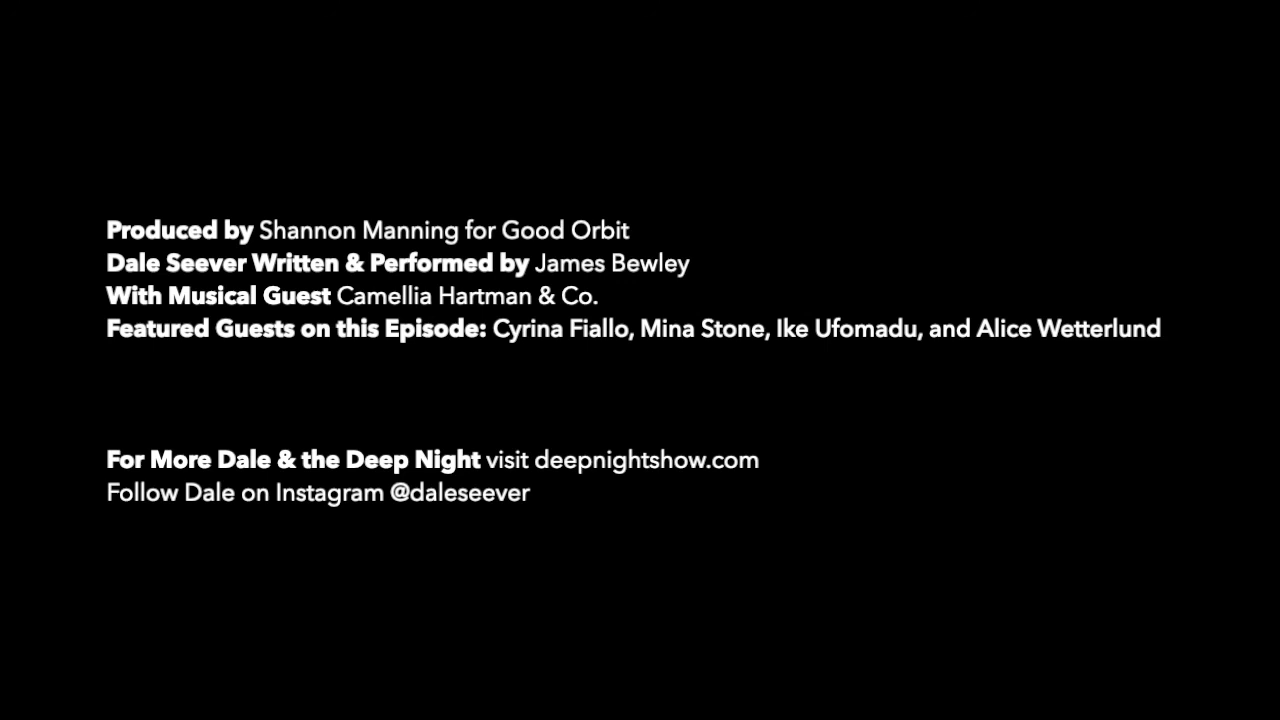 Produced by Shannon Manning for Good Orbit
Dale Seever Written & Performed by James Bewley
With Musical Guest Camellia Hartman & Co.
Featured Guests on this Episode: Cyrina Fiallo, Mina Stone, Ike Ufomadu, and Alice Wetterlund
For More Dale & the Deep Night visit deepnightshow.com
Follow Dale on Instagram @daleseever